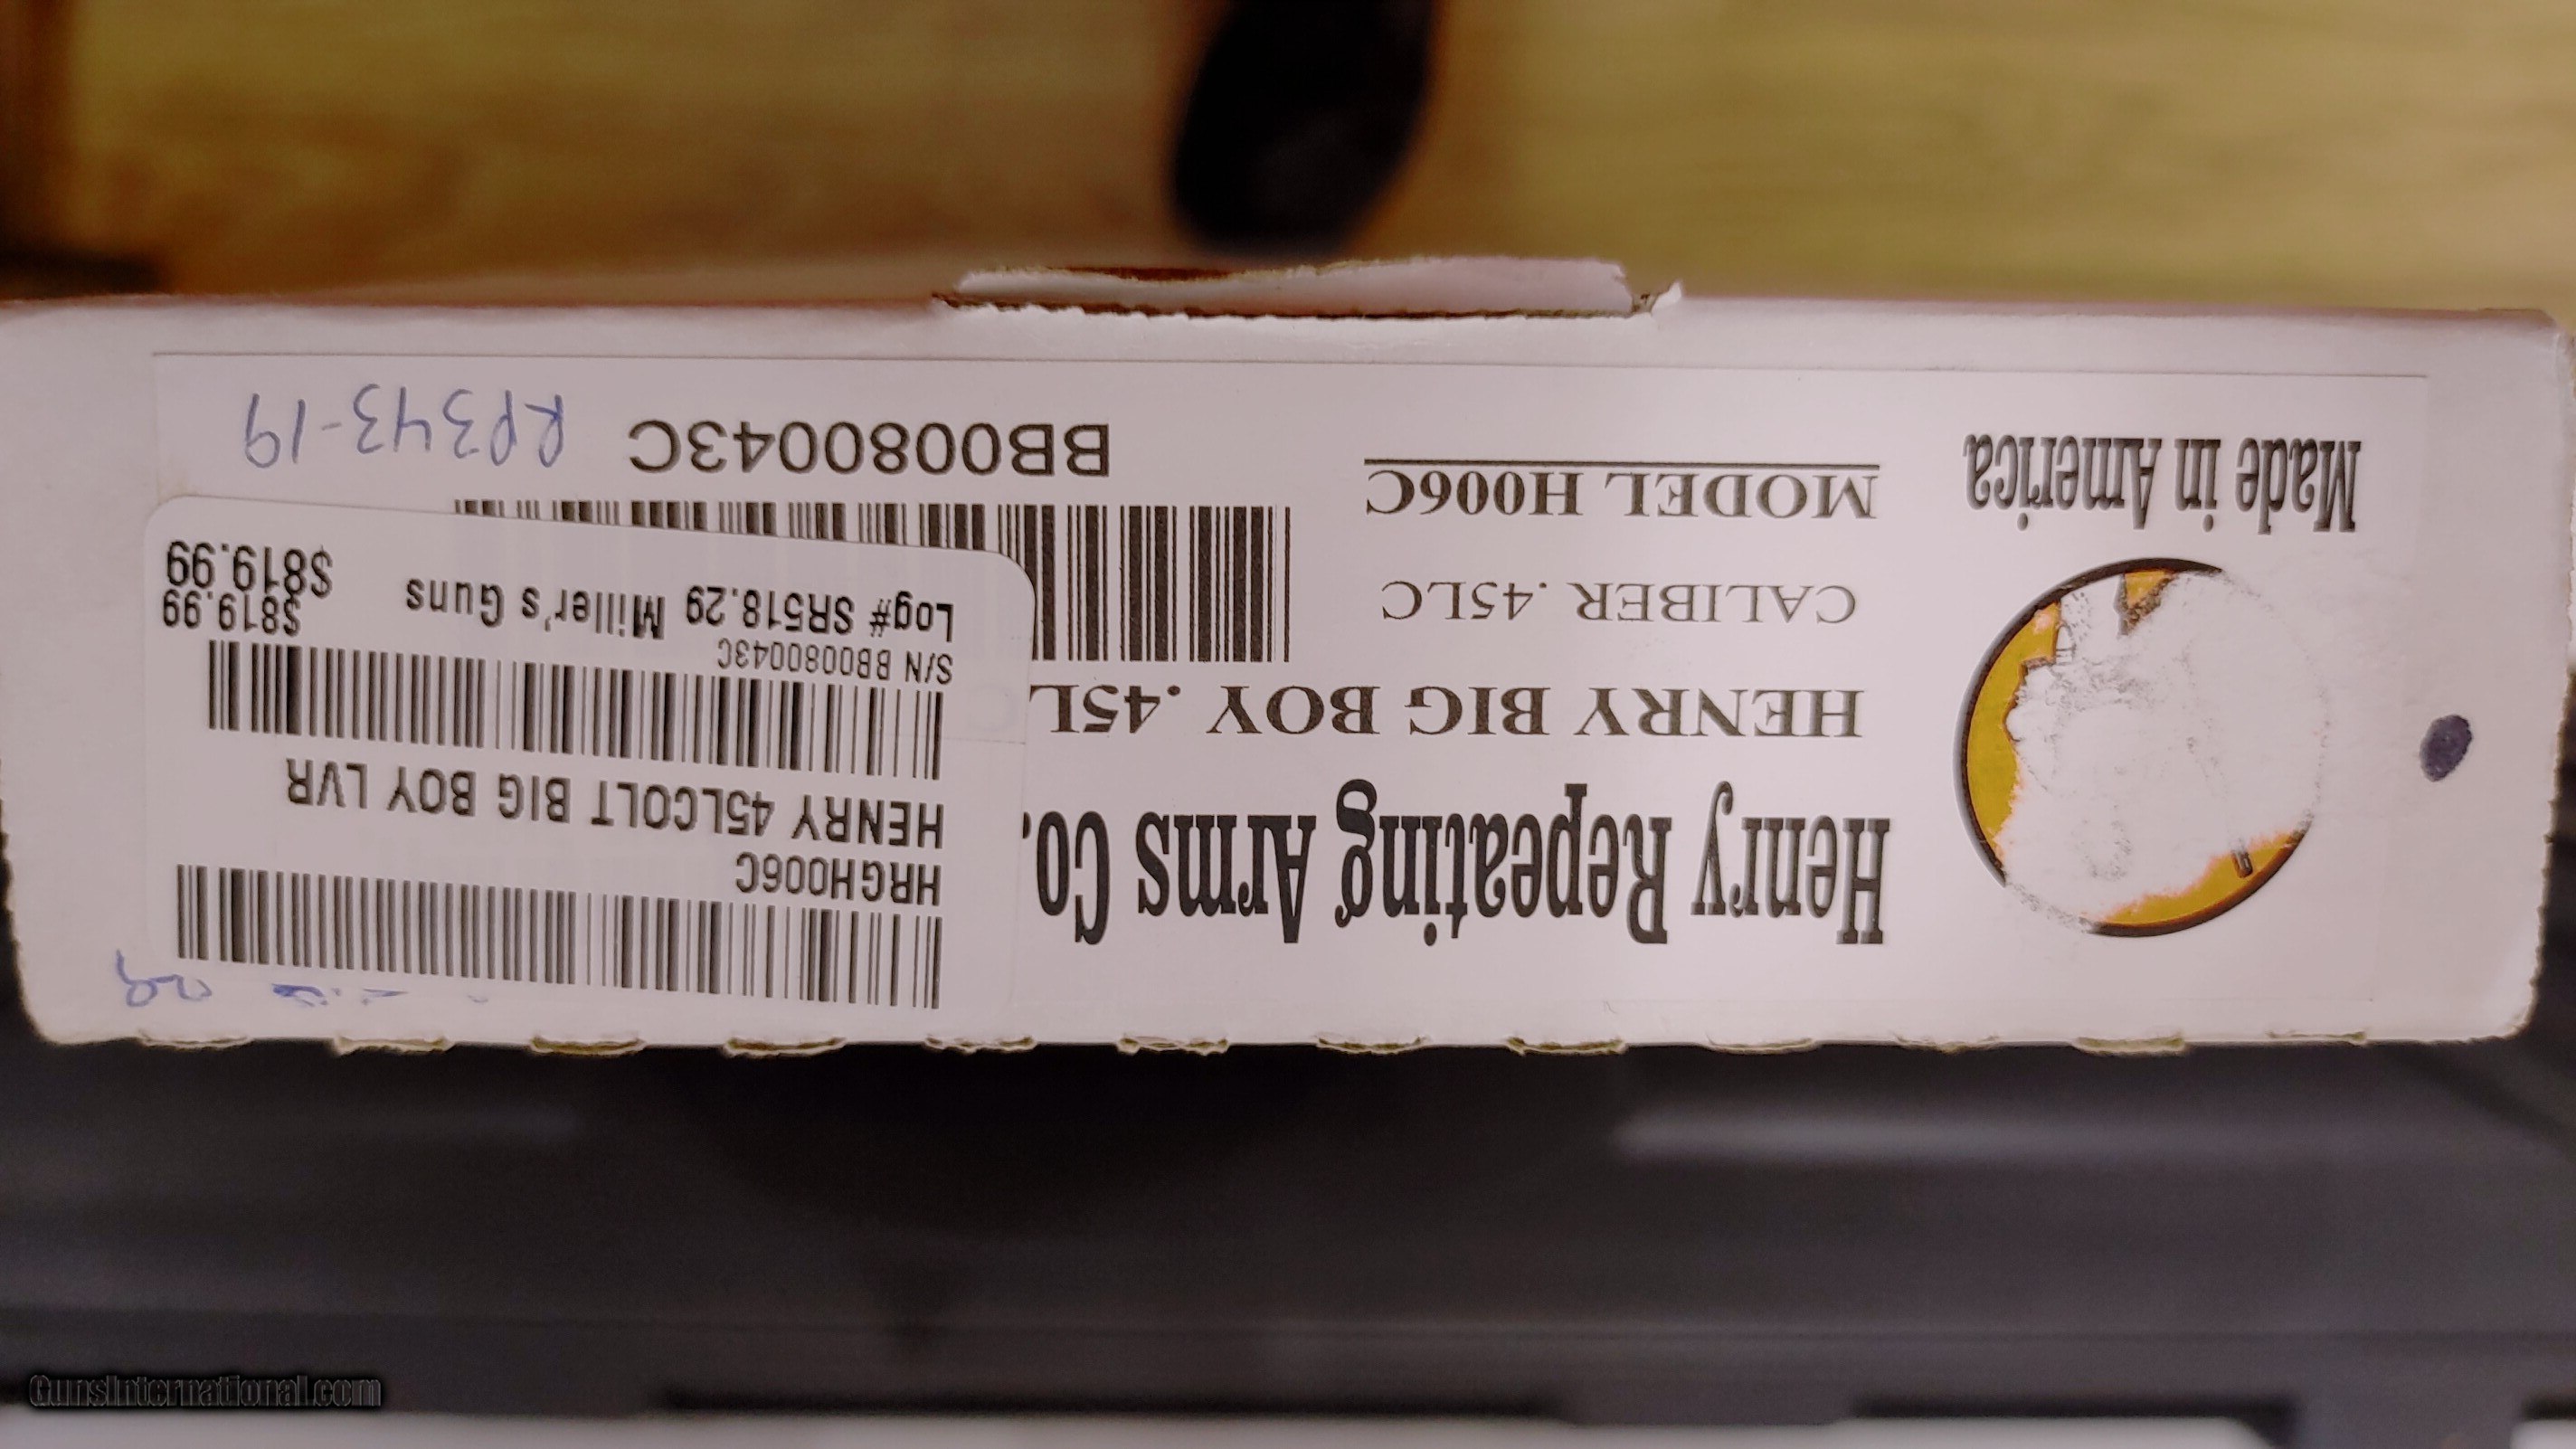 Henry Repeating Arms Co.
HENRY BIG BOY .45L
CALIBER .45LC
MODEL H006C
Made in America
HRGH006C
HENRY 45LCOLT BIG BOY LVR
S/N BB0080043C
$819.99
Log# SR518.29 Miller's Guns
$819.99
BB0080043C
RP343-19
GunsInternational.com